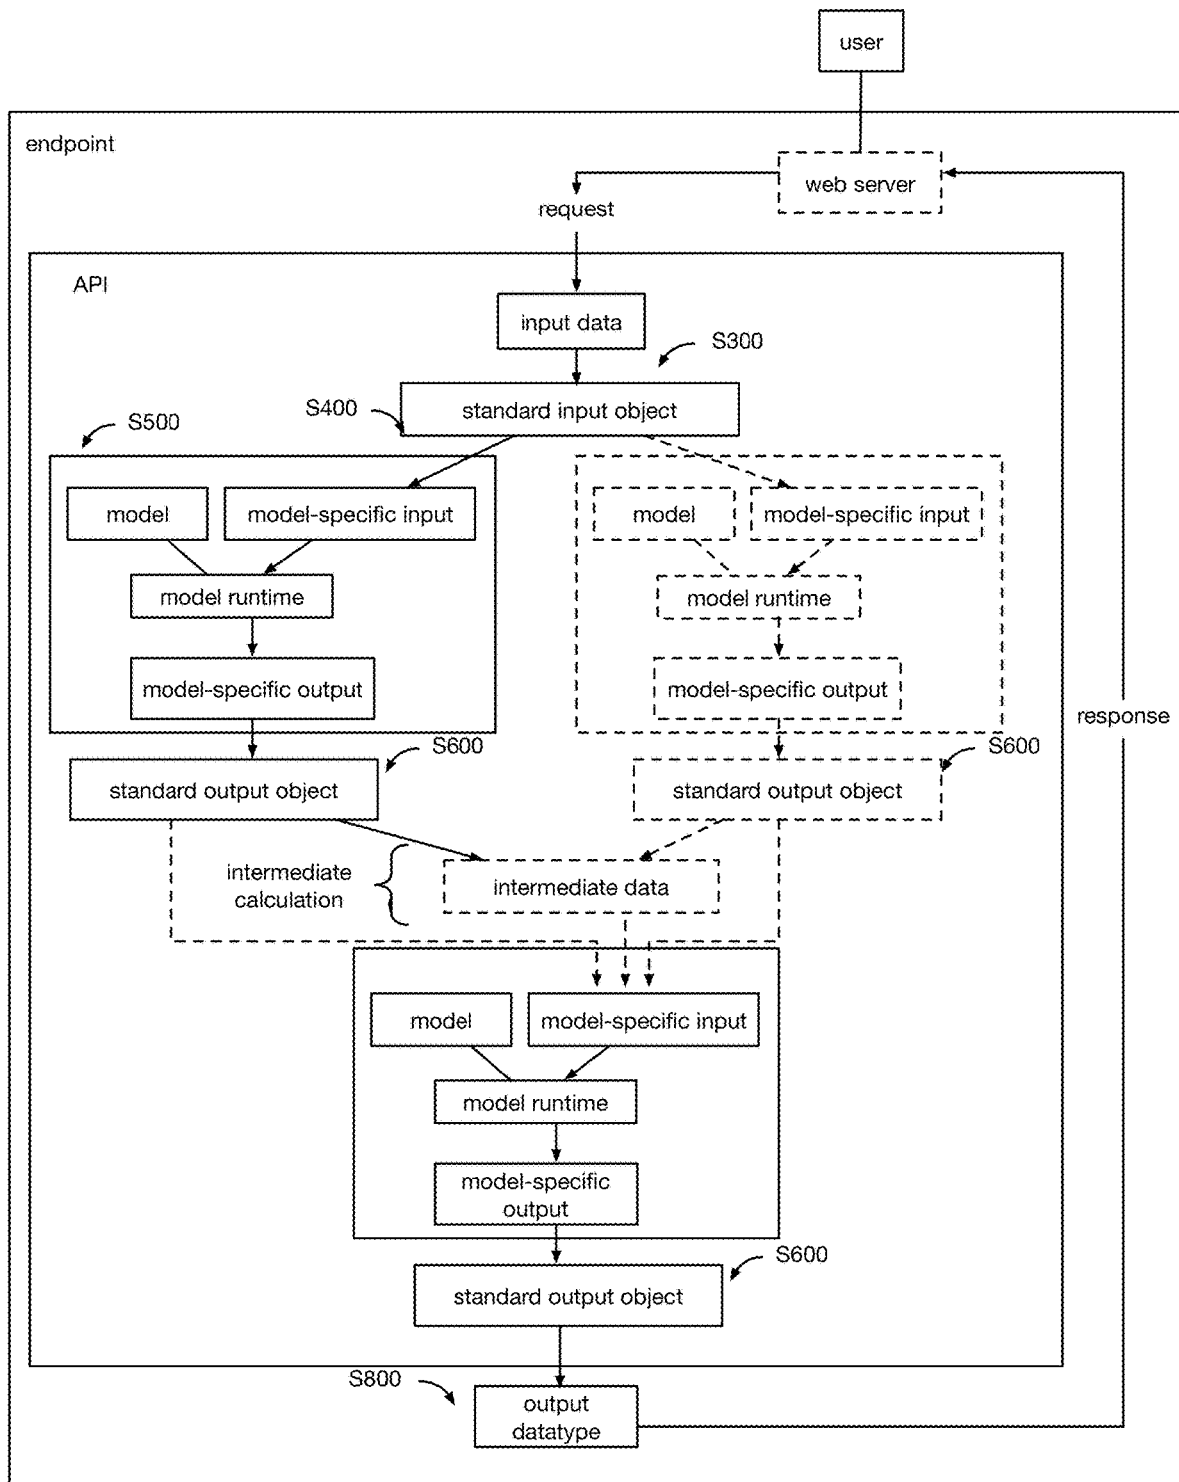 user
endpoint
web server
request
API
input data
S300
standard input object
S400
S500
model
model-specific input
model runtime
model-specific output
model
model-specific input
model runtime
model-specific output
response
S600
standard output object
S600
standard output object
intermediate
calculation
intermediate data
model
model-specific input
model runtime
model-specific
output
S600
standard output object
S800
output
datatype